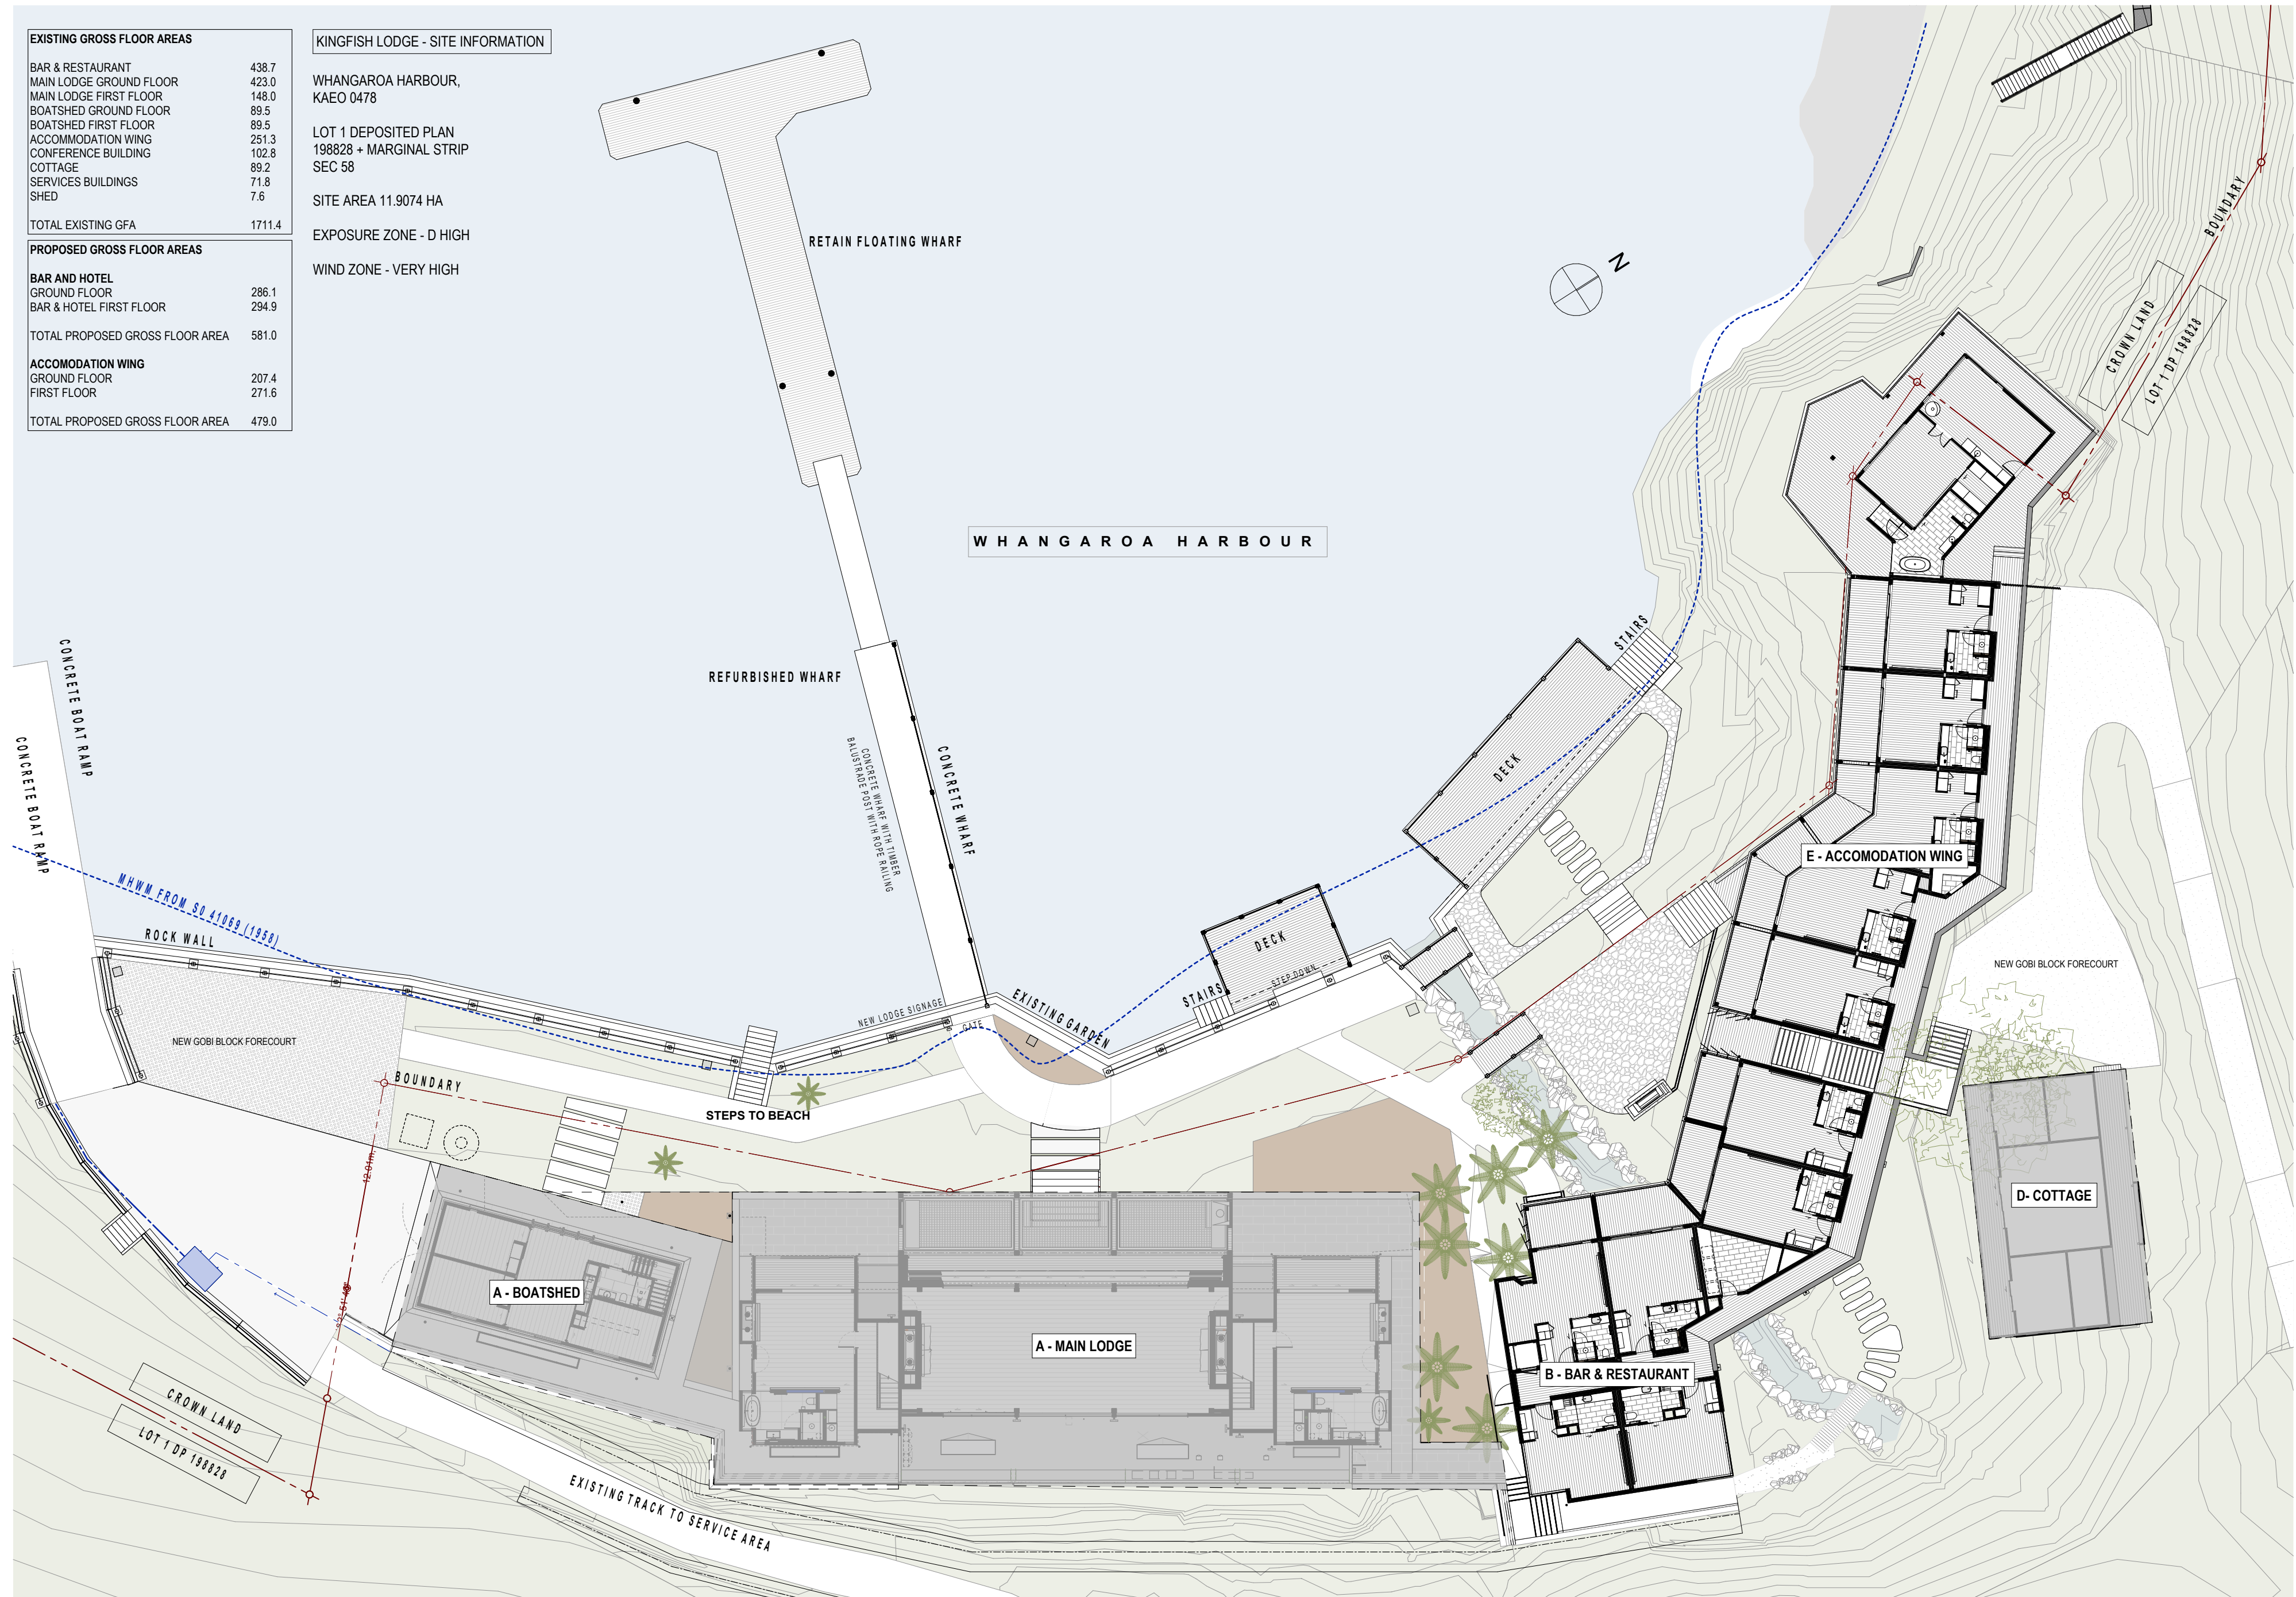 EXISTING GROSS FLOOR AREAS
BAR & RESTAURANT 438.7
MAIN LODGE GROUND FLOOR 423.0
MAIN LODGE FIRST FLOOR 148.0
BOATSHED GROUND FLOOR 89.5
BOATSHED FIRST FLOOR 89.5
ACCOMMODATION WING 251.3
CONFERENCE BUILDING 102.8
COTTAGE 89.2
SERVICES BUILDINGS 71.8
SHED 7.6
TOTAL EXISTING GFA 1711.4
PROPOSED GROSS FLOOR AREAS
BAR AND HOTEL
GROUND FLOOR 286.1
BAR & HOTEL FIRST FLOOR 294.9
TOTAL PROPOSED GROSS FLOOR AREA 581.0
ACCOMODATION WING
GROUND FLOOR 207.4
FIRST FLOOR 271.6
TOTAL PROPOSED GROSS FLOOR AREA 479.0
KINGFISH LODGE - SITE INFORMATION
WHANGAROA HARBOUR,
KAEO 0478
LOT 1 DEPOSITED PLAN
198828 + MARGINAL STRIP
SEC 58
SITE AREA 11.9074 HA
EXPOSURE ZONE - D HIGH
WIND ZONE - VERY HIGH
RETAIN FLOATING WHARF
N
BOUNDARY
CROWN LAND
LOT 1 DP 198828
WHANGAROA HARBOUR
REFURBISHED WHARF
CONCRETE BOAT RAMP
CONCRETE BOAT RAMP
CONCRETE WHARF WITH TIMBER
BALUSTRADE POST WITH ROPE RAILING
CONCRETE WHARF
STAIRS
DECK
E - ACCOMODATION WING
MHWM FROM SO 41069 (1958)
ROCK WALL
DECK
STEP DOWN
STAIRS
NEW GOBI BLOCK FORECOURT
NEW LODGE SIGNAGE
GATE
EXISTING GARDEN
NEW GOBI BLOCK FORECOURT
BOUNDARY
STEPS TO BEACH
12.01m.
D- COTTAGE
A - BOATSHED
A - MAIN LODGE
B - BAR & RESTAURANT
CROWN LAND
LOT 1 DP 198828
EXISTING TRACK TO SERVICE AREA